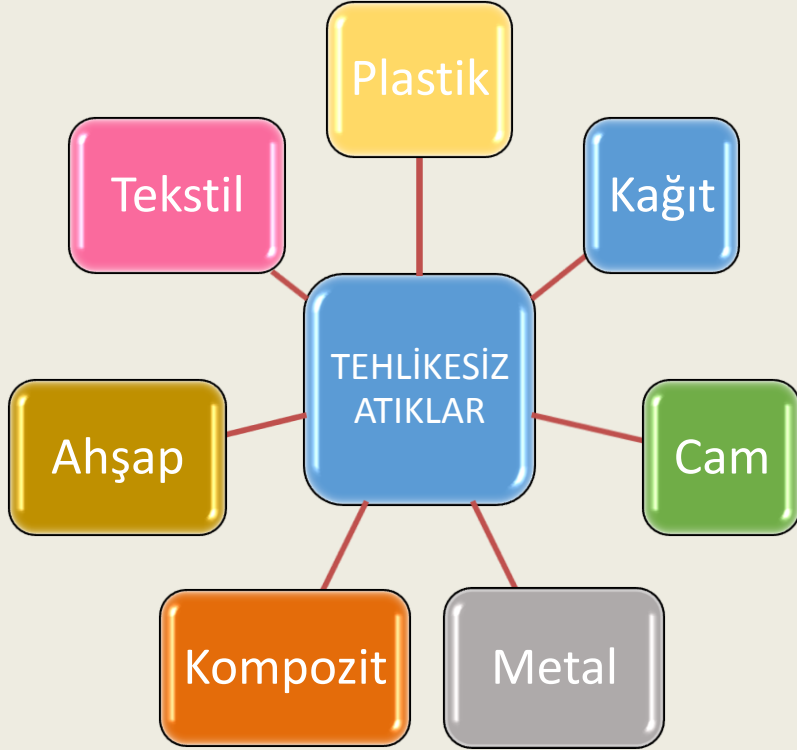 Plastik
Tekstil
Kağıt
TEHLİKESİZ
ATIKLAR
Ahşap
Cam
Kompozit
Metal